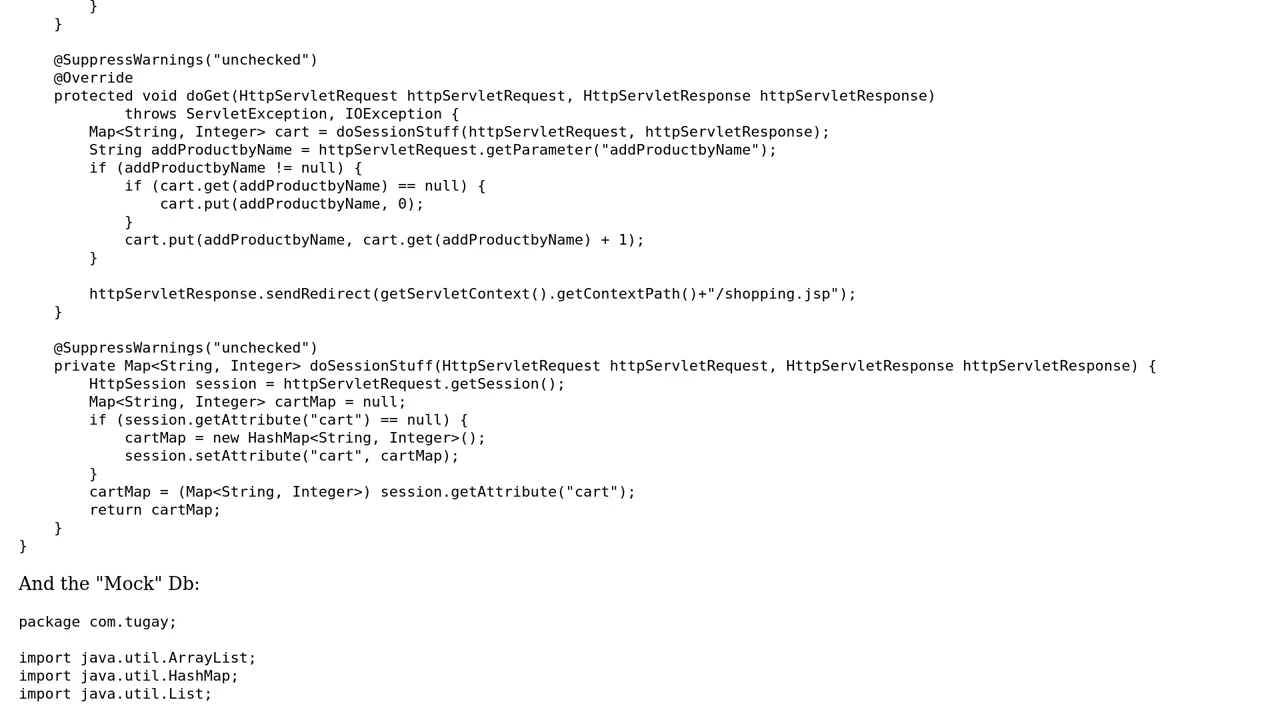 }
    }

    @SuppressWarnings("unchecked")
    @Override
    protected void doGet(HttpServletRequest httpServletRequest, HttpServletResponse httpServletResponse)
            throws ServletException, IOException {
        Map<String, Integer> cart = doSessionStuff(httpServletRequest, httpServletResponse);
        String addProductbyName = httpServletRequest.getParameter("addProductbyName");
        if (addProductbyName != null) {
            if (cart.get(addProductbyName) == null) {
                cart.put(addProductbyName, 0);
            }
            cart.put(addProductbyName, cart.get(addProductbyName) + 1);
        }

        httpServletResponse.sendRedirect(getServletContext().getContextPath()+"/shopping.jsp");
    }

    @SuppressWarnings("unchecked")
    private Map<String, Integer> doSessionStuff(HttpServletRequest httpServletRequest, HttpServletResponse httpServletResponse) {
        HttpSession session = httpServletRequest.getSession();
        Map<String, Integer> cartMap = null;
        if (session.getAttribute("cart") == null) {
            cartMap = new HashMap<String, Integer>();
            session.setAttribute("cart", cartMap);
        }
        cartMap = (Map<String, Integer>) session.getAttribute("cart");
        return cartMap;
    }
}

And the "Mock" Db:

package com.tugay;

import java.util.ArrayList;
import java.util.HashMap;
import java.util.List;